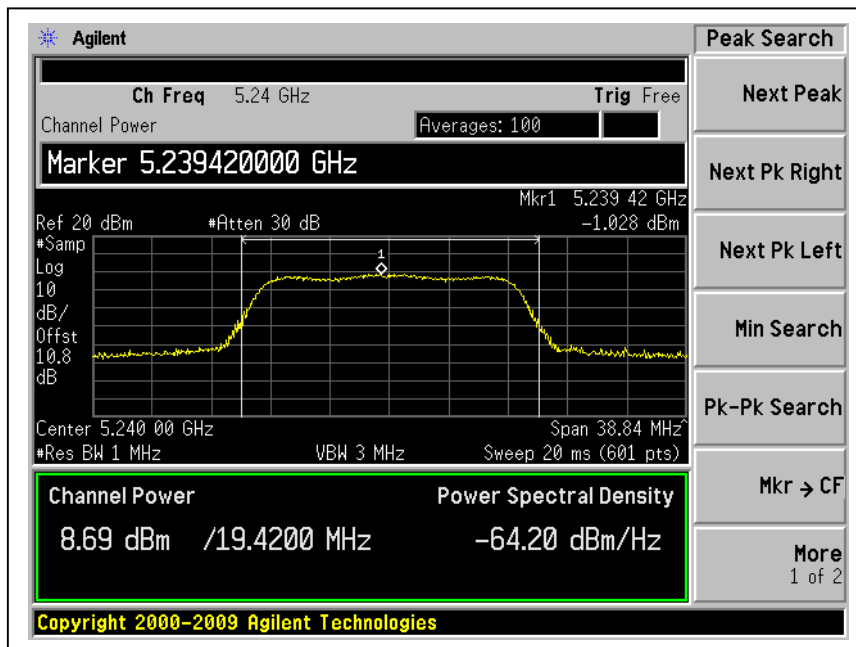 Agilent
Peak Search
Ch Freq 5.24 GHz Trig Free
Channel Power Averages: 100
Marker 5.239420000 GHz
Mkr1 5.239 42 GHz
Ref 20 dBm #Atten 30 dB -1.028 dBm
#Samp
Log
10
dB/
Offst
10.8
dB
1
Center 5.240 00 GHz Span 38.84 MHz^
#Res BW 1 MHz VBW 3 MHz Sweep 20 ms (601 pts)
Channel Power Power Spectral Density
8.69 dBm /19.4200 MHz -64.20 dBm/Hz
Next Peak
Next Pk Right
Next Pk Left
Min Search
Pk-Pk Search
Mkr → CF
More
1 of 2
Copyright 2000-2009 Agilent Technologies